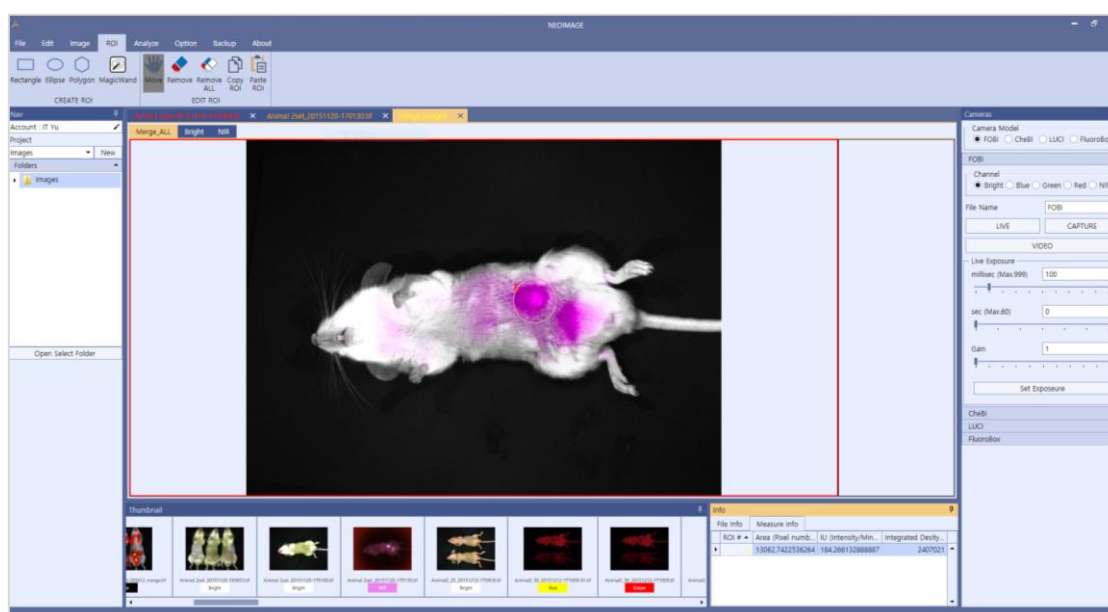 NEOIMAGE
File Edit Image ROI Analyze Option Backup About
Rectangle Ellipse Polygon MagicWand Move Remove Remove ALL Copy ROI Paste ROI
CREATE ROI EDIT ROI
Nav
Account : IT Yu
Project
Images New
Folders
Images
Open Select Folder
Animal 2set_20151120-170130.tif
Merge_ALL Bright NIR
Cameras
Camera Model
FOBI CheBI LUCI FluoroBo
FOBI
Channel
Bright Blue Green Red NI
File Name FOBI
LIVE CAPTURE
VIDEO
Live Exposure
millisec (Max.999) 100
sec (Max.60) 0
Gain 1
Set Exposeure
CheBI
LUCI
FluoroBox
Thumbnail
Bright Bright NIR Bright Red Green
Info
File Info Measure Info
ROI # Area (Pixel numb... IU (Intensity/Min... Integrated Desity...
13062.7422536264 184.266132888887 2407021